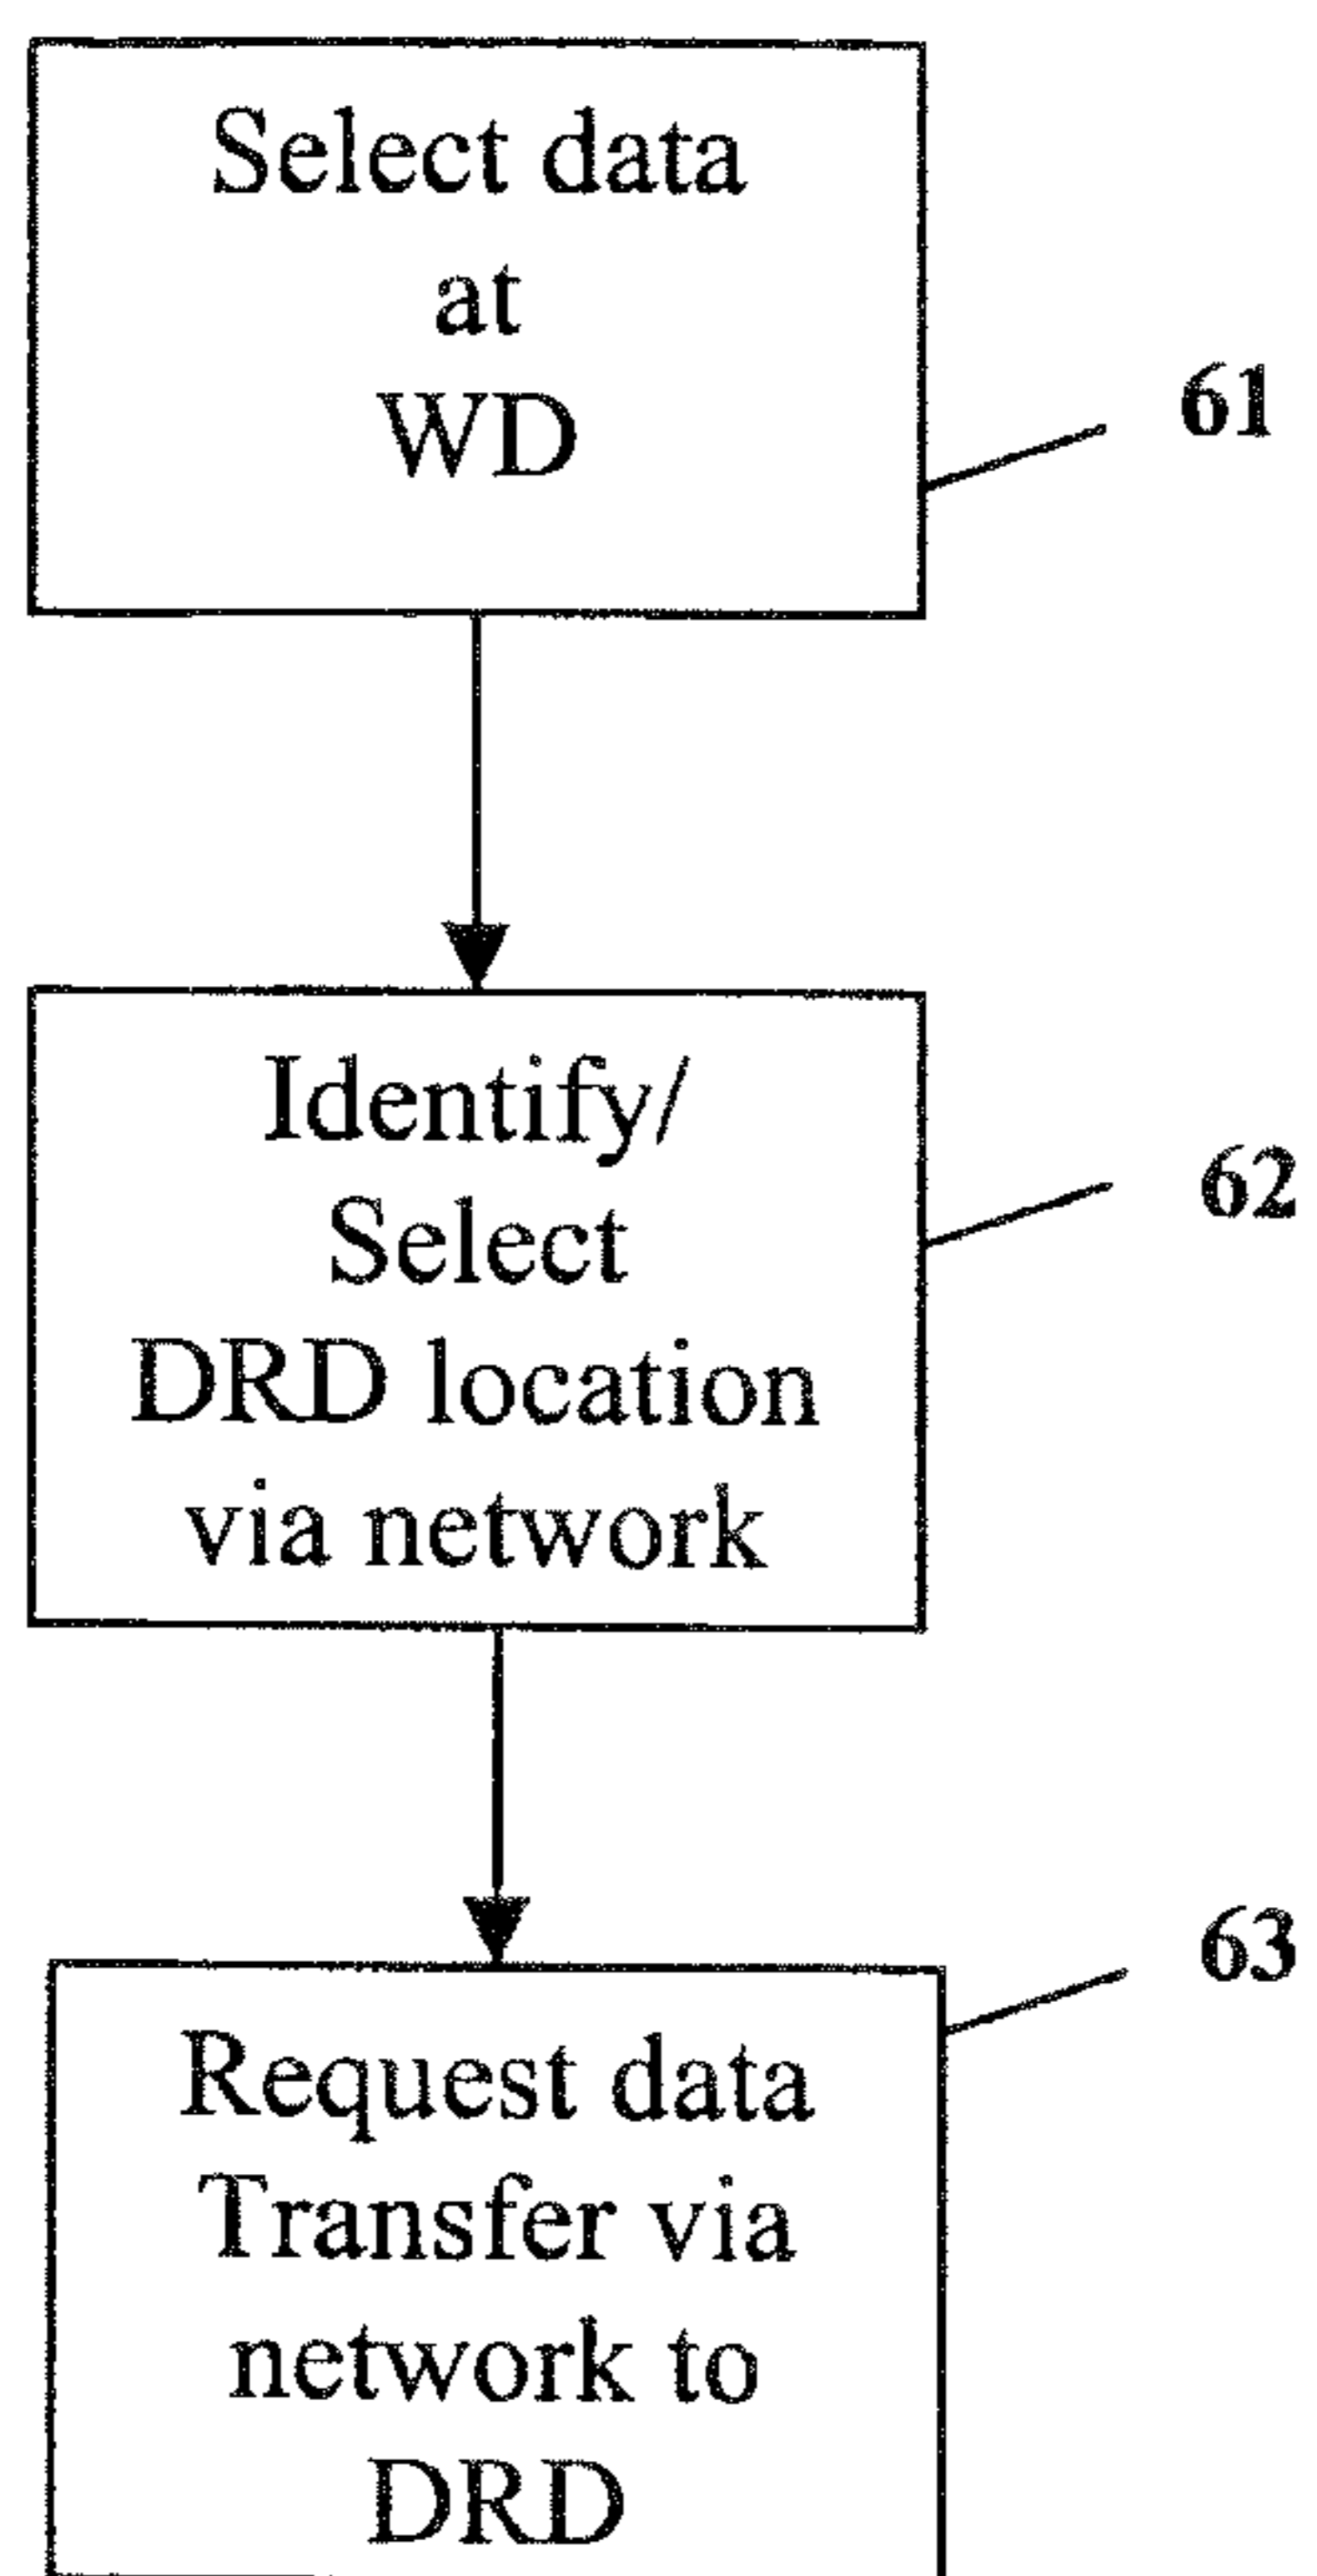 Select data
at
WD
61
Identify/
Select
DRD location
via network
62
Request data
Transfer via
network to
DRD
63